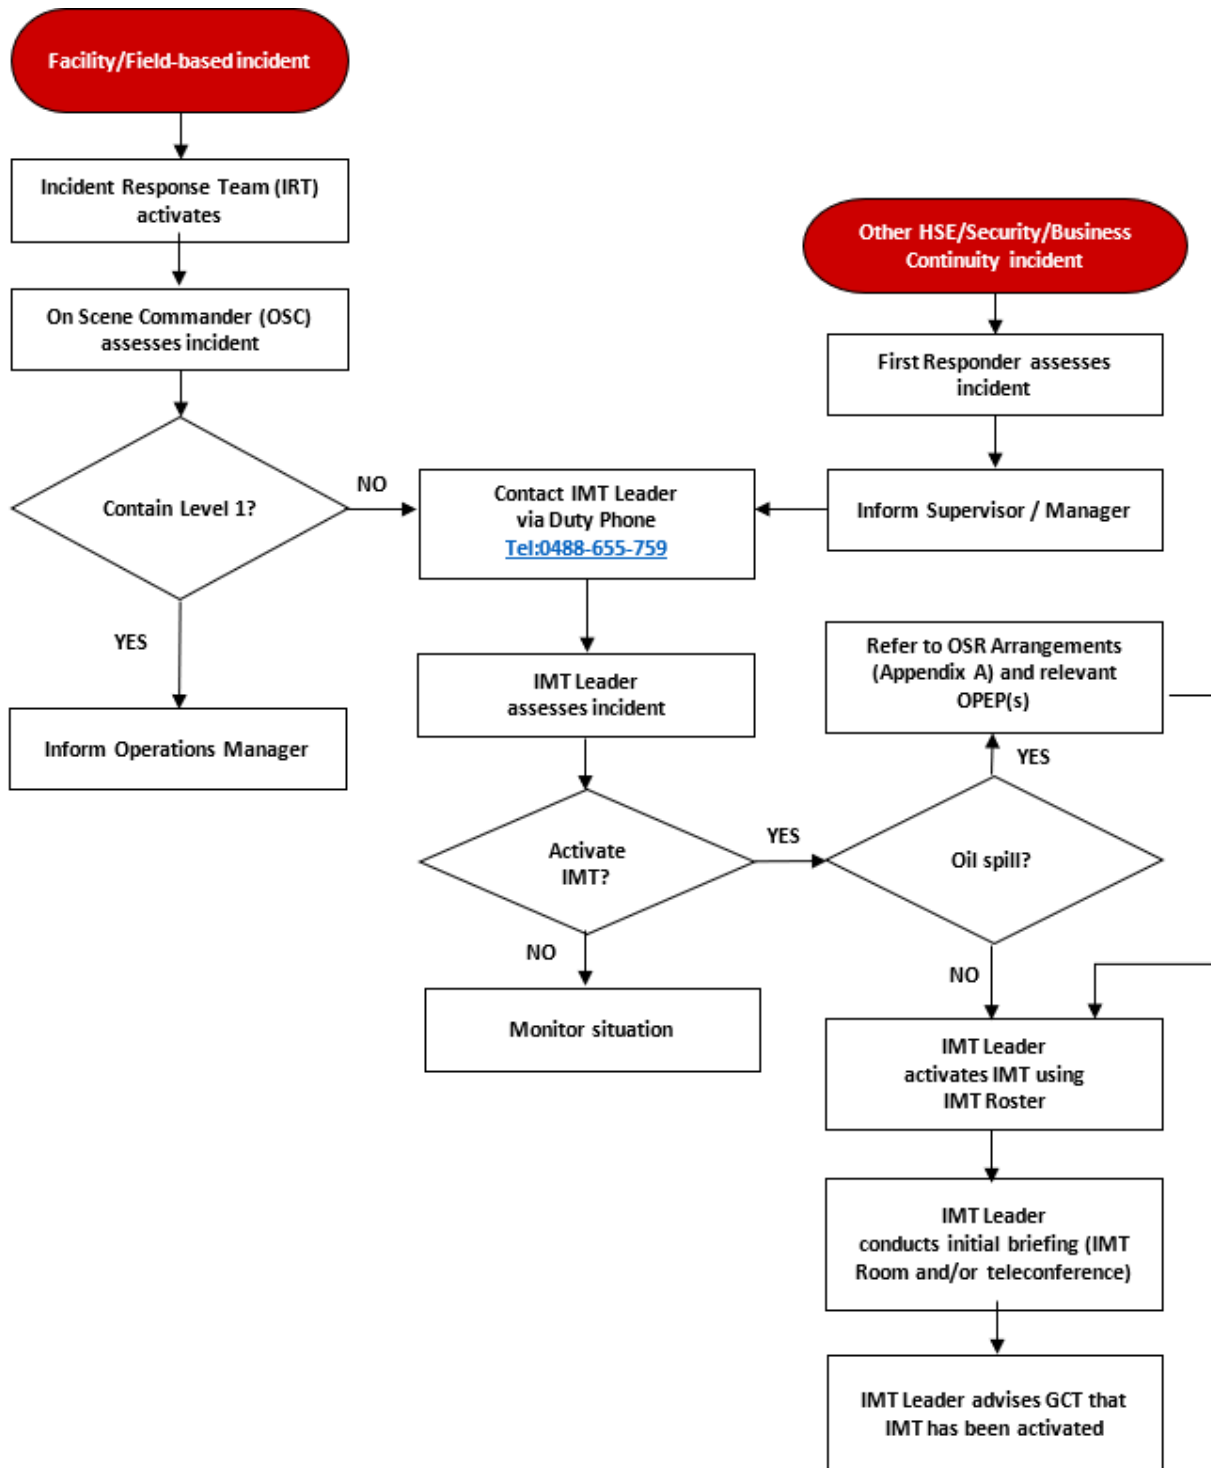 Facility/Field-based incident
Incident Response Team (IRT)
activates
On Scene Commander (OSC)
assesses incident
Contain Level 1?
NO
YES
Inform Operations Manager
Other HSE/Security/Business
Continuity incident
First Responder assesses
incident
Inform Supervisor / Manager
Contact IMT Leader
via Duty Phone
Tel:0488-655-759
IMT Leader
assesses incident
Activate
IMT?
YES
NO
Monitor situation
Refer to OSR Arrangements
(Appendix A) and relevant
OPEP(s)
YES
Oil spill?
NO
IMT Leader
activates IMT using
IMT Roster
IMT Leader
conducts initial briefing (IMT
Room and/or teleconference)
IMT Leader advises GCT that
IMT has been activated